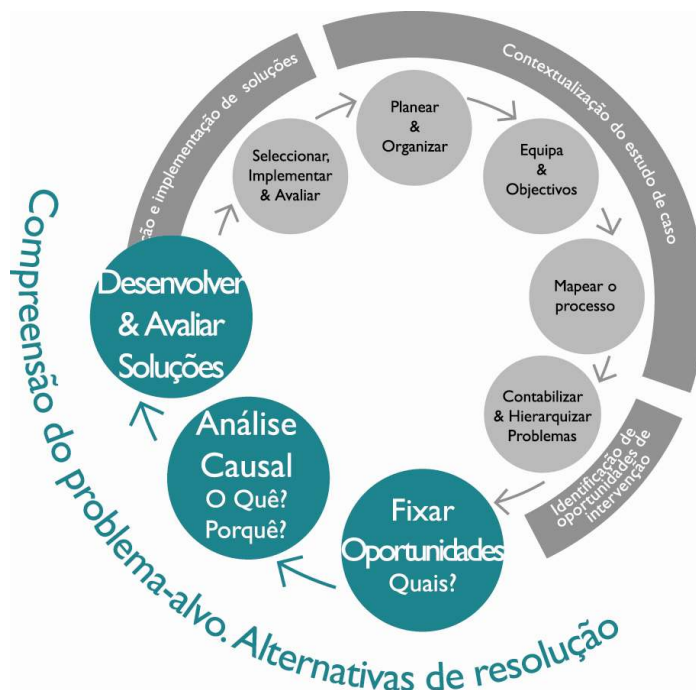 ção e implementação de soluções
Contextualização do estudo de caso
Planear
&
Organizar
Equipa
&
Objectivos
Mapear o
processo
Contabilizar
& Hierarquizar
Problemas
Identificação de
oportunidades de
intervenção
Fixar
Oportunidades
Quais?
Análise
Causal
O Quê?
Porquê?
Desenvolver
& Avaliar
Soluções
Seleccionar,
Implementar
& Avaliar
Compreensão do problema-alvo. Alternativas de resolução